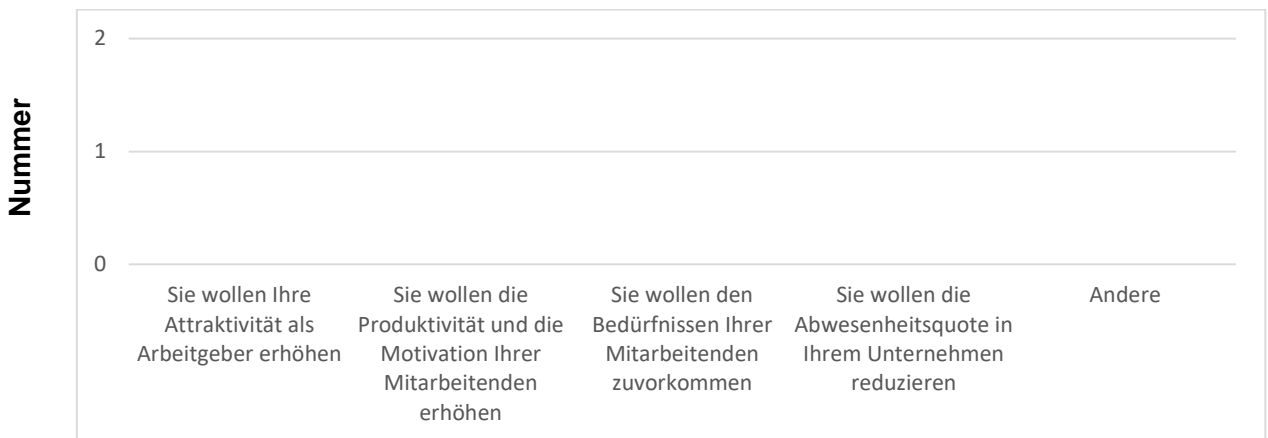 Nummer
2
1
0
Sie wollen Ihre
Attraktivität als
Arbeitgeber erhöhen
Sie wollen die
Produktivität und die
Motivation Ihrer
Mitarbeitenden
erhöhen
Sie wollen den
Bedürfnissen Ihrer
Mitarbeitenden
zuvorkommen
Sie wollen die
Abwesenheitsquote in
Ihrem Unternehmen
reduzieren
Andere